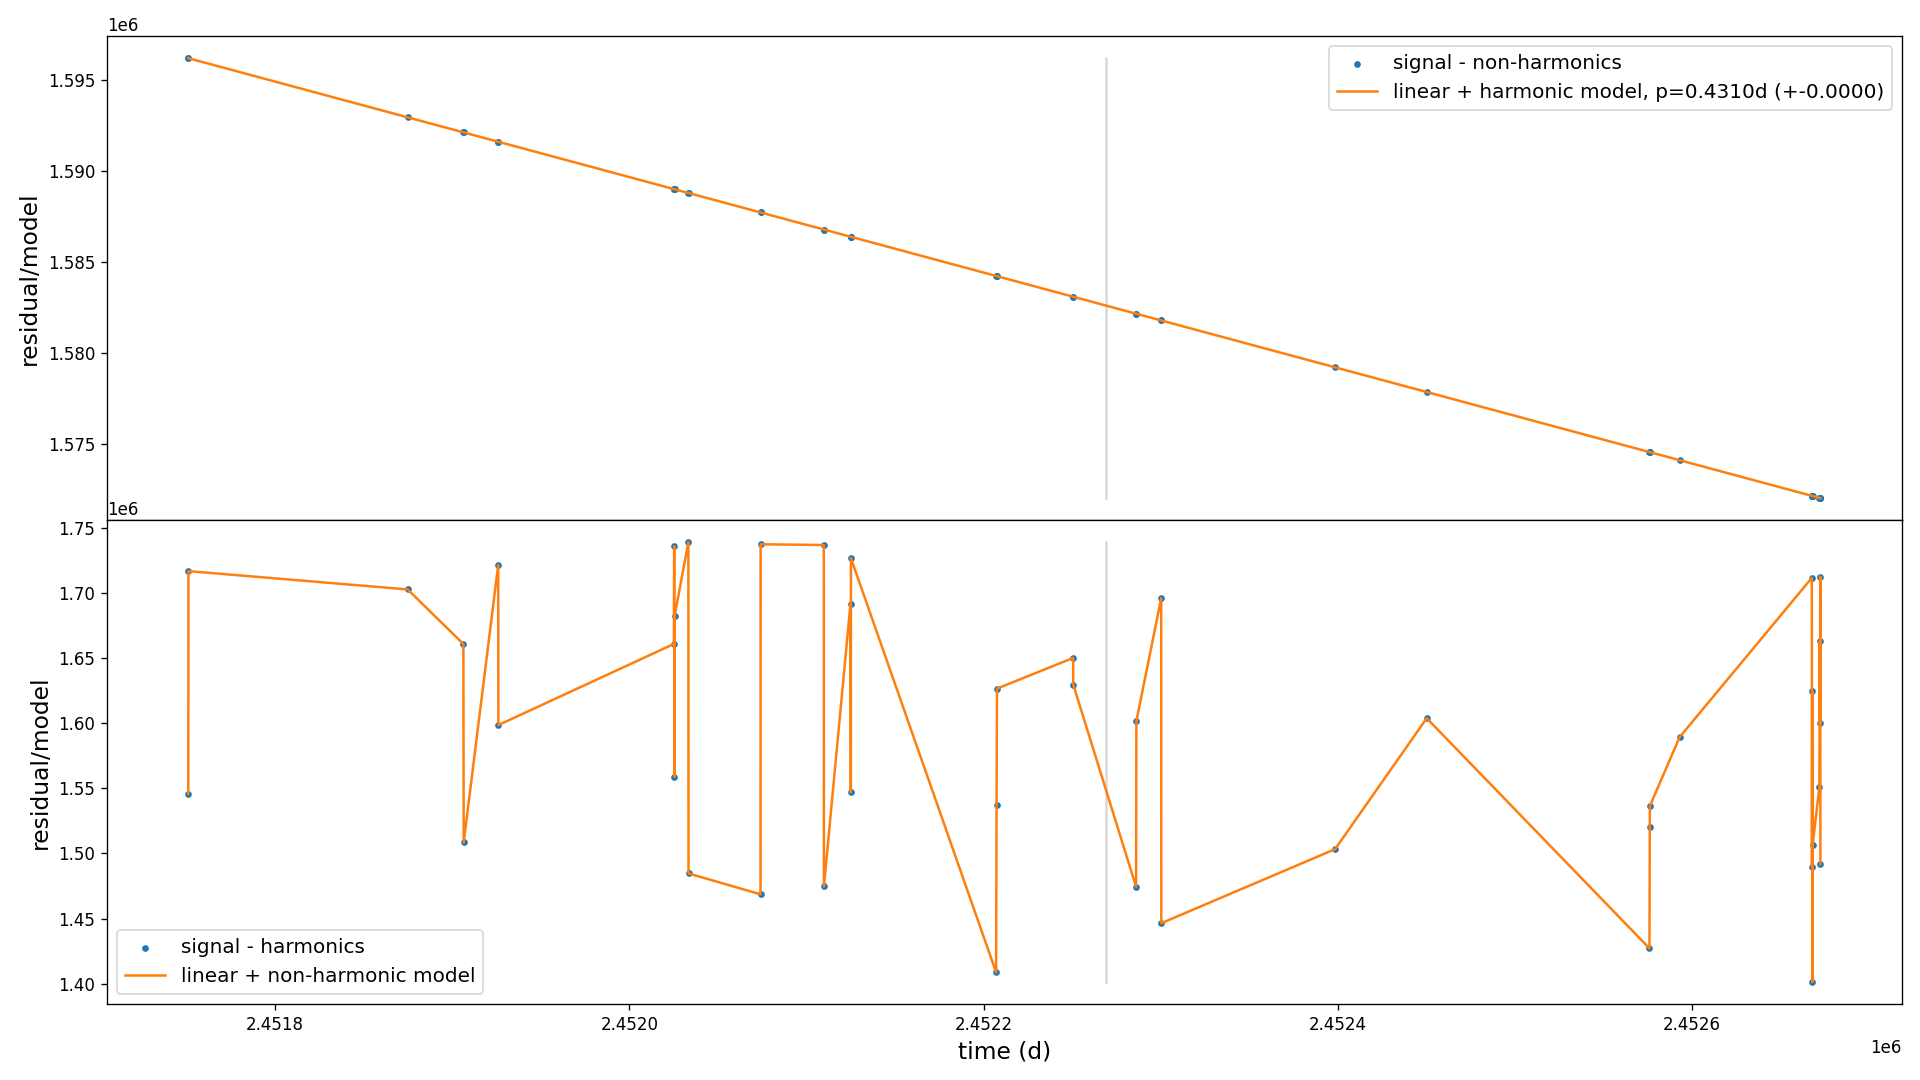 1e6
1.595
1.590
1.585
1.580
1.575
residual/model
signal - non-harmonics
linear + harmonic model, p=0.4310d (+-0.0000)
1e6
1.75
1.70
1.65
1.60
1.55
1.50
1.45
1.40
residual/model
signal - harmonics
linear + non-harmonic model
2.4518
2.4520
2.4522
2.4524
2.4526
1e6
time (d)